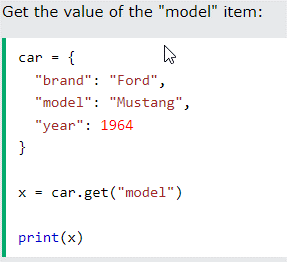 Get the value of the "model" item:
car = {
  "brand": "Ford",
  "model": "Mustang",
  "year": 1964
}
x = car.get("model")
print(x)